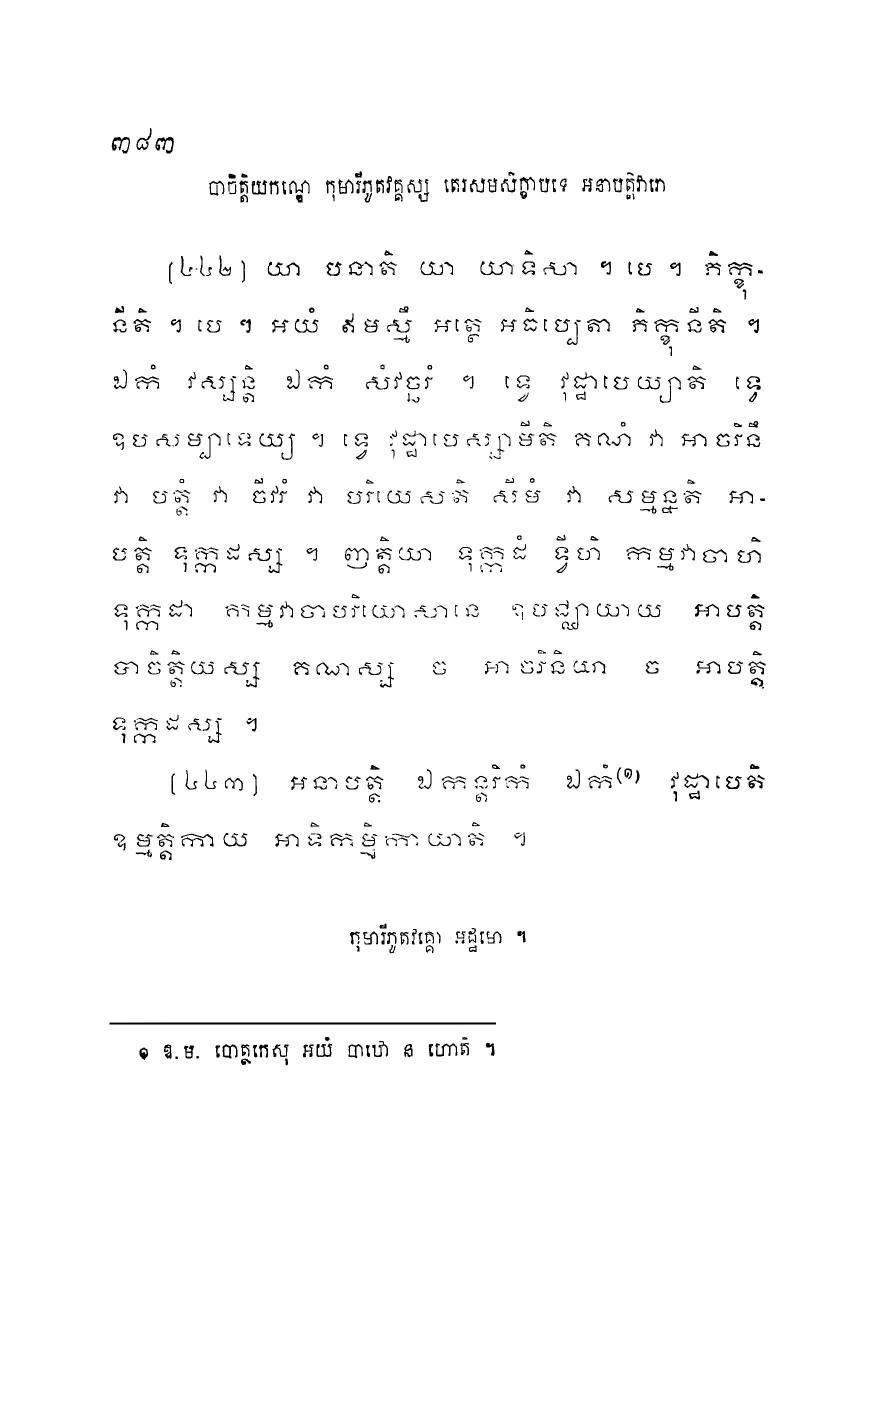 ៣៨៣
បាចិត្តិយកណ្ឌេ កុមារីភូតវគ្គស្ស តេរសមសិក្ខាបទេ អនាបត្តិវារោ
[៤៤២] យា បនាតិ យា យាទិសា ។ បេ ។ ភិក្ខុ-
នីតិ ។ បេ ។ អយំ ឥមស្មឹ អត្ថេ អធិប្បេតា ភិក្ខុនីតិ ។
ឯកំ វស្សន្តិ ឯកំ សំវច្ឆរំ ។ ទ្វេ វុដ្ឋាបេយ្យាតិ ទ្វេ
ឧបសម្បាទេយ្យ ។ ទ្វេ វុដ្ឋាបេស្សាមីតិ គណំ វា អាចរិនឹ
វា បត្តំ វា ចីវរំ វា បរិយេសតិ សីមំ វា សម្មន្នតិ អា-
បត្តិ ទុក្កដស្ស ។ ញត្តិយា ទុក្កដំ ទ្វីហិ កម្មវាចាហិ
ទុក្កដា កម្មវាចាបរិយោសានេ ឧបជ្ឈាយាយ អាបត្តិ
បាចិត្តិយស្ស គណស្ស ច អាចរិនិយា ច អាបត្តិ
ទុក្កដស្ស ។
[៤៤៣] អនាបត្តិ ឯកន្តរិកំ ឯកំ(១) វុដ្ឋាបេតិ
ឧម្មត្តិកាយ អាទិកម្មិកាយាតិ ។
កុមារីភូតវគ្គោ អដ្ឋមោ ។
១ ឱ.ម. បោត្ថកេសុ អយំ បាឋោ ន ហោតិ ។